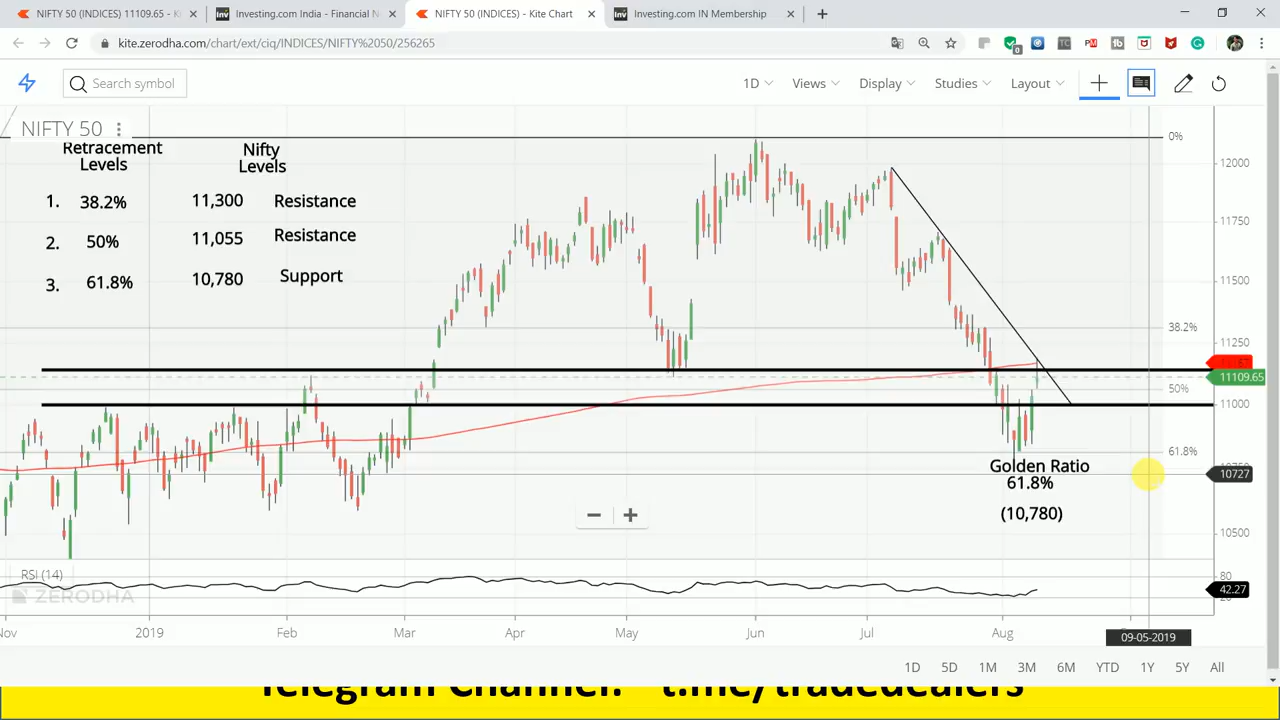 NIFTY 50 (INDICES) 11109.65 - K
Investing.com India - Financial N
NIFTY 50 (INDICES) - Kite Chart
Investing.com IN Membership
kite.zerodha.com/chart/ext/ciq/INDICES/NIFTY%2050/256265
Search symbol
1D Views Display Studies Layout
NIFTY 50
Retracement Nifty
Levels Levels
1. 38.2% 11,300 Resistance
2. 50% 11,055 Resistance
3. 61.8% 10,780 Support
0%
12000
11750
11500
38.2%
11250
11109.65
50%
11000
61.8%
Golden Ratio
61.8%
10727
(10,780)
10500
RSI (14)
80
42.27
ZERODHA
Nov 2019 Feb Mar Apr May Jun Jul Aug
09-05-2019
1D 5D 1M 3M 6M YTD 1Y 5Y All
Telegram Channel: t.me/tradedealers